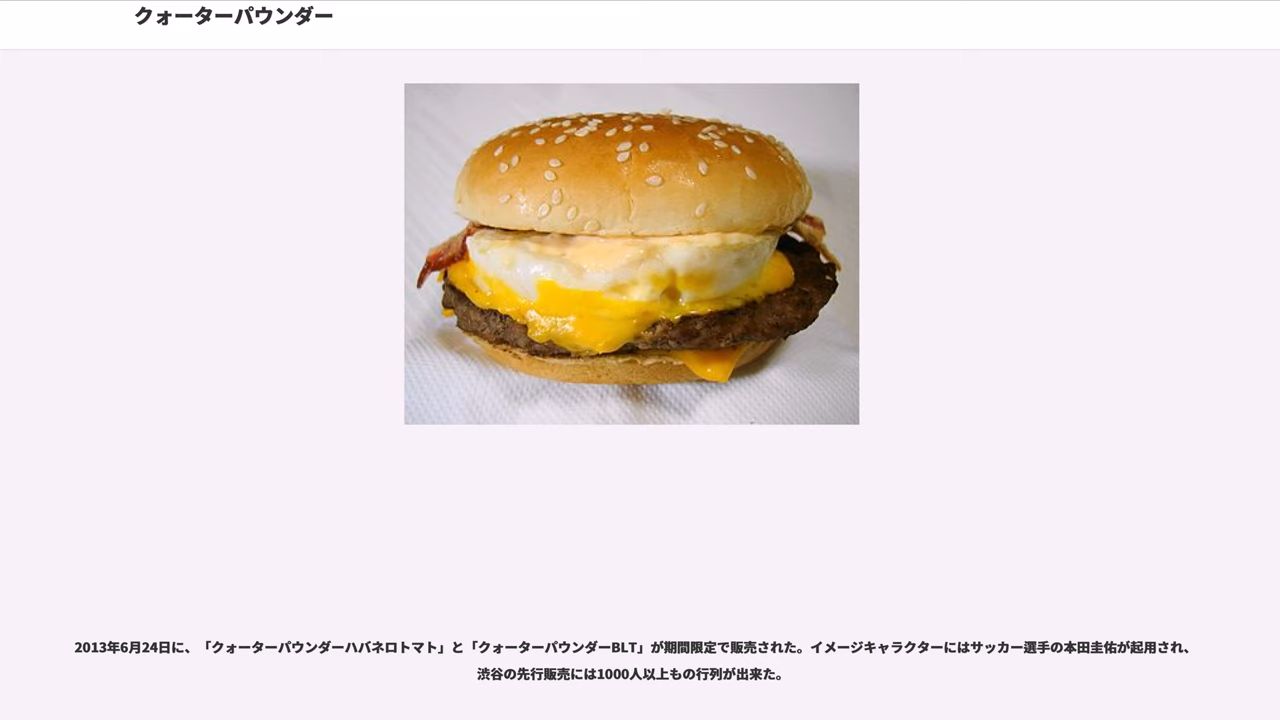 クォーターパウンダー
2013年6月24日に、「クォーターパウンダーハバネロトマト」と「クォーターパウンダーBLT」が期間限定で販売された。イメージキャラクターにはサッカー選手の本田圭佑が起用され、
渋谷の先行販売には1000人以上もの行列が出来た。